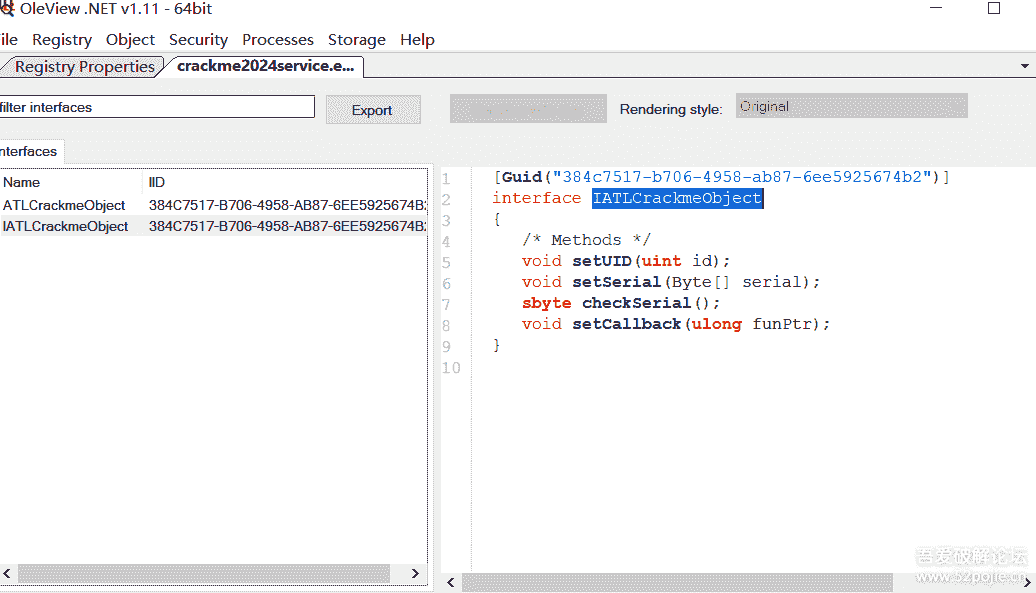 OleView .NET v1.11 - 64bit
ile Registry Object Security Processes Storage Help
Registry Properties crackme2024service.e...
filter interfaces Export Rendering style: Original
nterfaces
Name IID
ATLCrackmeObject 384C7517-B706-4958-AB87-6EE5925674B2
IATLCrackmeObject 384C7517-B706-4958-AB87-6EE5925674B2
1 [Guid("384c7517-b706-4958-ab87-6ee5925674b2")]
2 interface IATLCrackmeObject
3 {
4 /* Methods */
5 void setUID(uint id);
6 void setSerial(Byte[] serial);
7 sbyte checkSerial();
8 void setCallback(ulong funPtr);
9 }
10
吾爱破解论坛
www.52pojie.cn